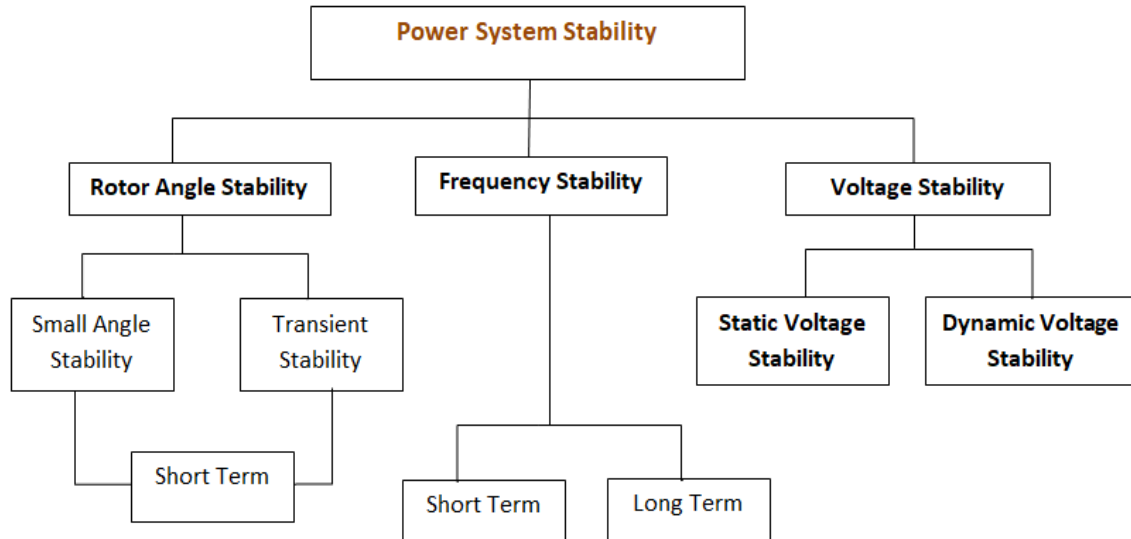 Power System Stability
Rotor Angle Stability
Frequency Stability
Voltage Stability
Small Angle
Stability
Transient
Stability
Static Voltage
Stability
Dynamic Voltage
Stability
Short Term
Short Term
Long Term